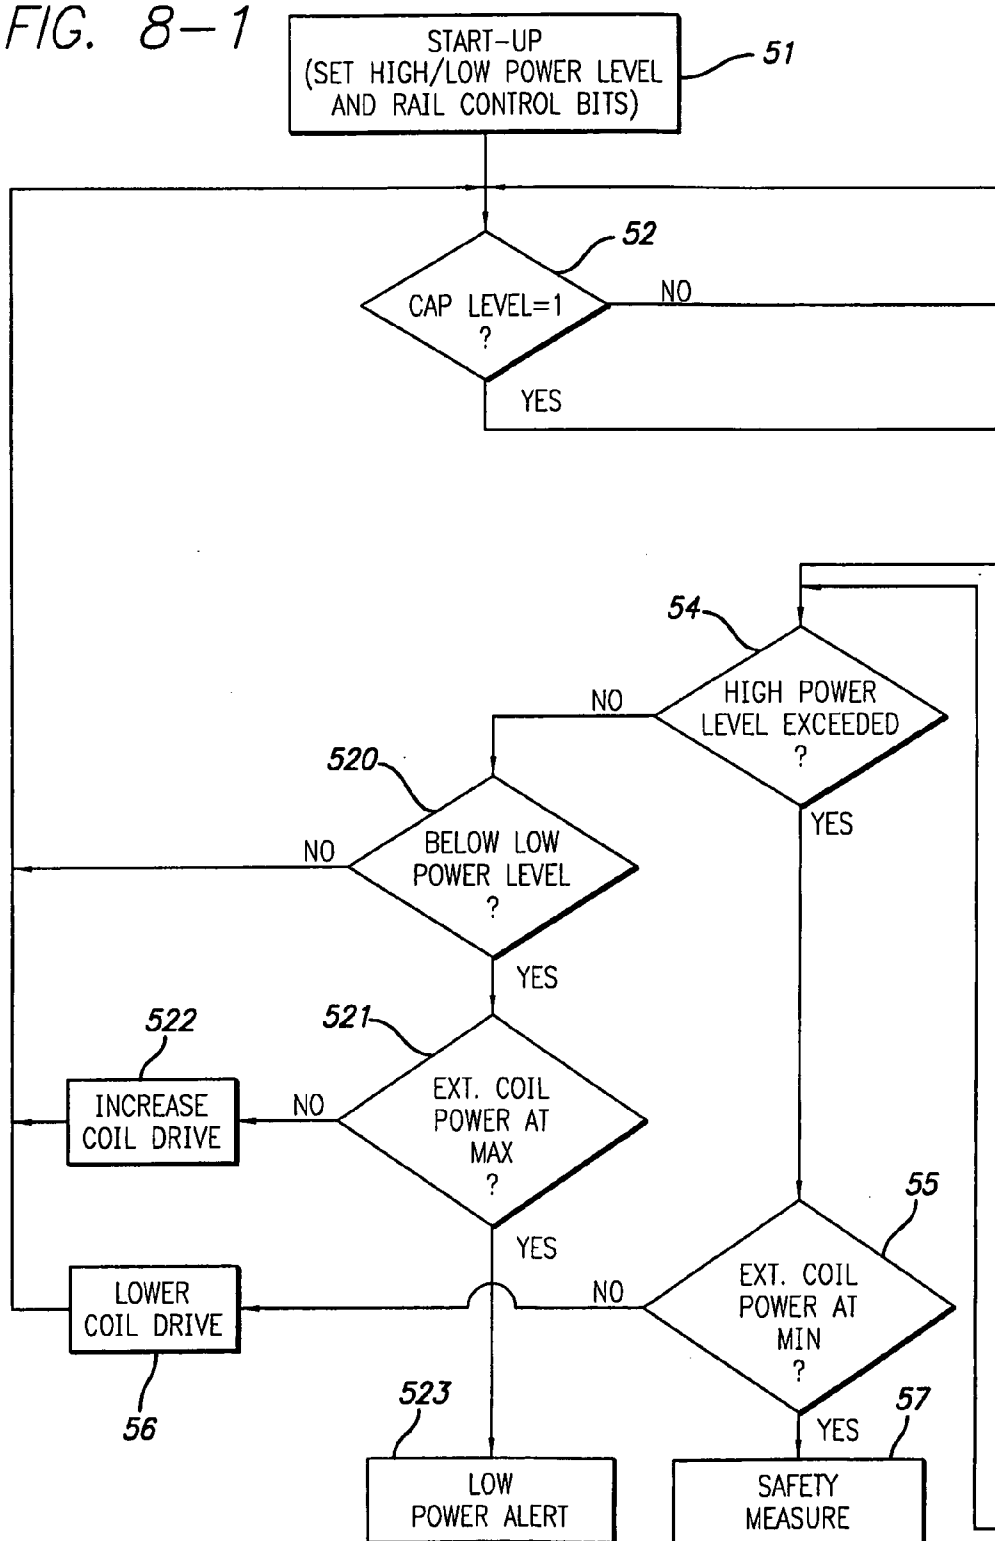 FIG. 8-1
START-UP
(SET HIGH/LOW POWER LEVEL
AND RAIL CONTROL BITS)
51
52
CAP LEVEL=1
?
NO
YES
54
HIGH POWER
LEVEL EXCEEDED
?
NO
YES
520
BELOW LOW
POWER LEVEL
?
NO
YES
521
EXT. COIL
POWER AT
MAX
?
NO
YES
522
INCREASE
COIL DRIVE
55
EXT. COIL
POWER AT
MIN
?
NO
YES
LOWER
COIL DRIVE
56
523
LOW
POWER ALERT
57
SAFETY
MEASURE